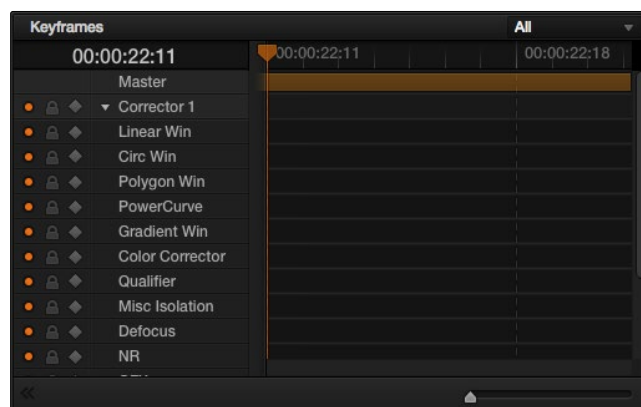 Keyframes All
00:00:22:11 00:00:22:11 00:00:22:18
Master
Corrector 1
Linear Win
Circ Win
Polygon Win
PowerCurve
Gradient Win
Color Corrector
Qualifier
Misc Isolation
Defocus
NR